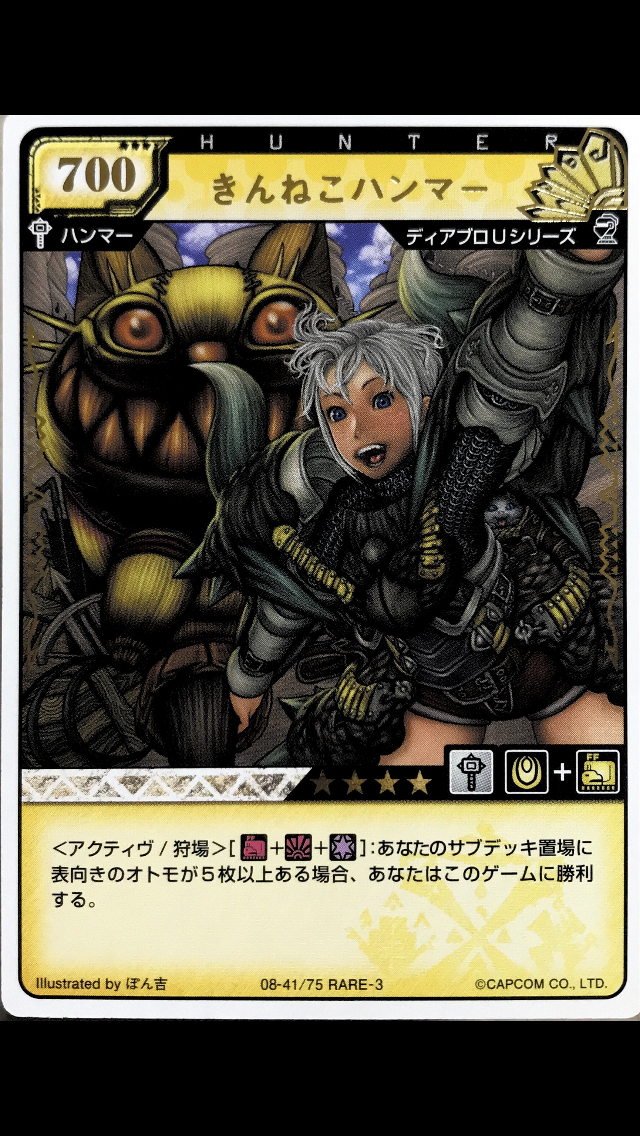 HUNTER
700
きんねこハンマー
ハンマー
ディアブロUシリーズ
FF
<アクティヴ / 狩場>[FF++]:あなたのサブデッキ置場に
表向きのオトモが5枚以上ある場合、あなたはこのゲームに勝利
する。
Illustrated by ぽん吉
08-41/75 RARE-3
©CAPCOM CO., LTD.